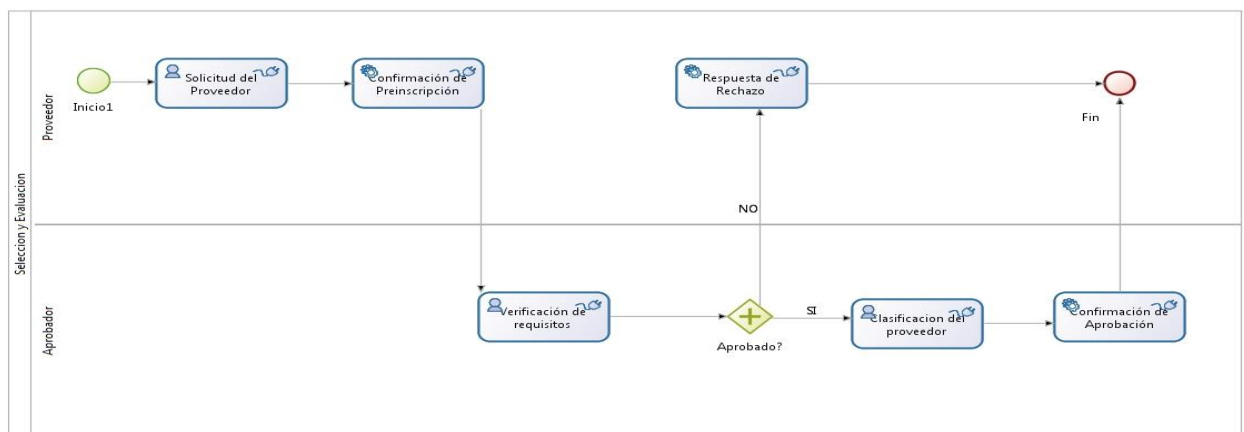 Seleccion y Evaluacion
Proveedor
Inicio1
Solicitud del
Proveedor
Confirmación de
Preinscripción
Respuesta de
Rechazo
Fin
NO
Aprobador
Verificación de
requisitos
Aprobado?
SI
Clasificacion del
proveedor
Confirmación de
Aprobación